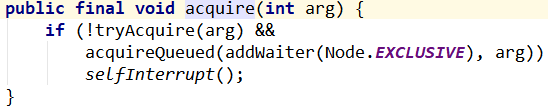 public final void acquire(int arg) {
    if (!tryAcquire(arg) &&
        acquireQueued(addWaiter(Node.EXCLUSIVE), arg))
        selfInterrupt();
}